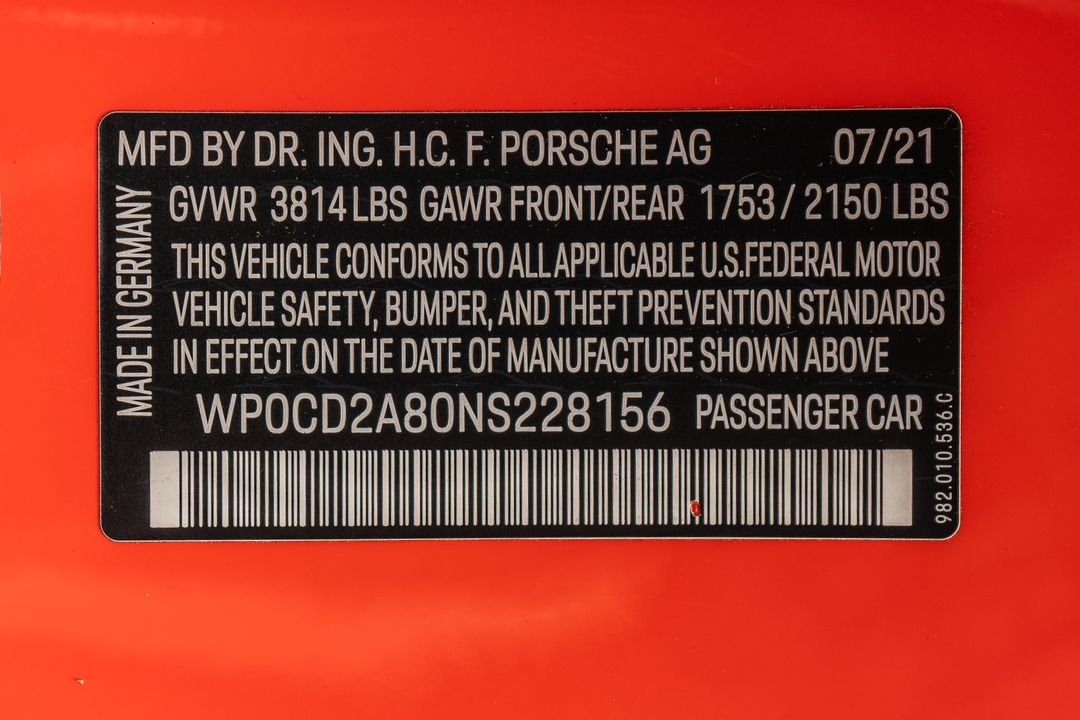 MFD BY DR. ING. H.C. F. PORSCHE AG 07/21
GVWR 3814 LBS GAWR FRONT/REAR 1753 / 2150 LBS
THIS VEHICLE CONFORMS TO ALL APPLICABLE U.S.FEDERAL MOTOR
VEHICLE SAFETY, BUMPER, AND THEFT PREVENTION STANDARDS
IN EFFECT ON THE DATE OF MANUFACTURE SHOWN ABOVE
WP0CD2A80NS228156 PASSENGER CAR
MADE IN GERMANY
982.010.536.C